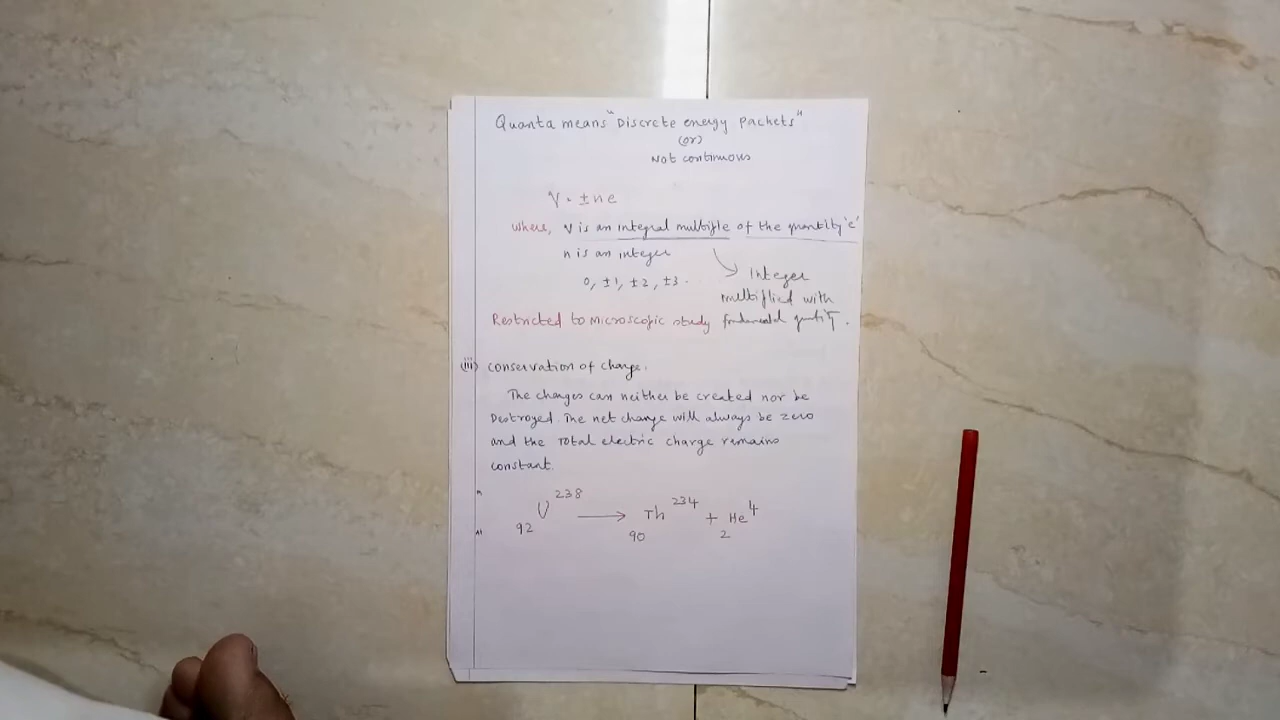 Quanta means "Discrete energy packets"
(or)
Not continuous
V = ±ne
where, V is an integral multiple of the quantity 'e'
n is an integer
0, ±1, ±2, ±3.
Integer
multiplied with
fundamental quantity.
Restricted to Microscopic study
(iii) conservation of charge.
The charges can neither be created nor be
Destroyed. The net charge will always be zero
and the Total electric charge remains
constant.
92 U 238 → 90 Th 234 + 2 He 4